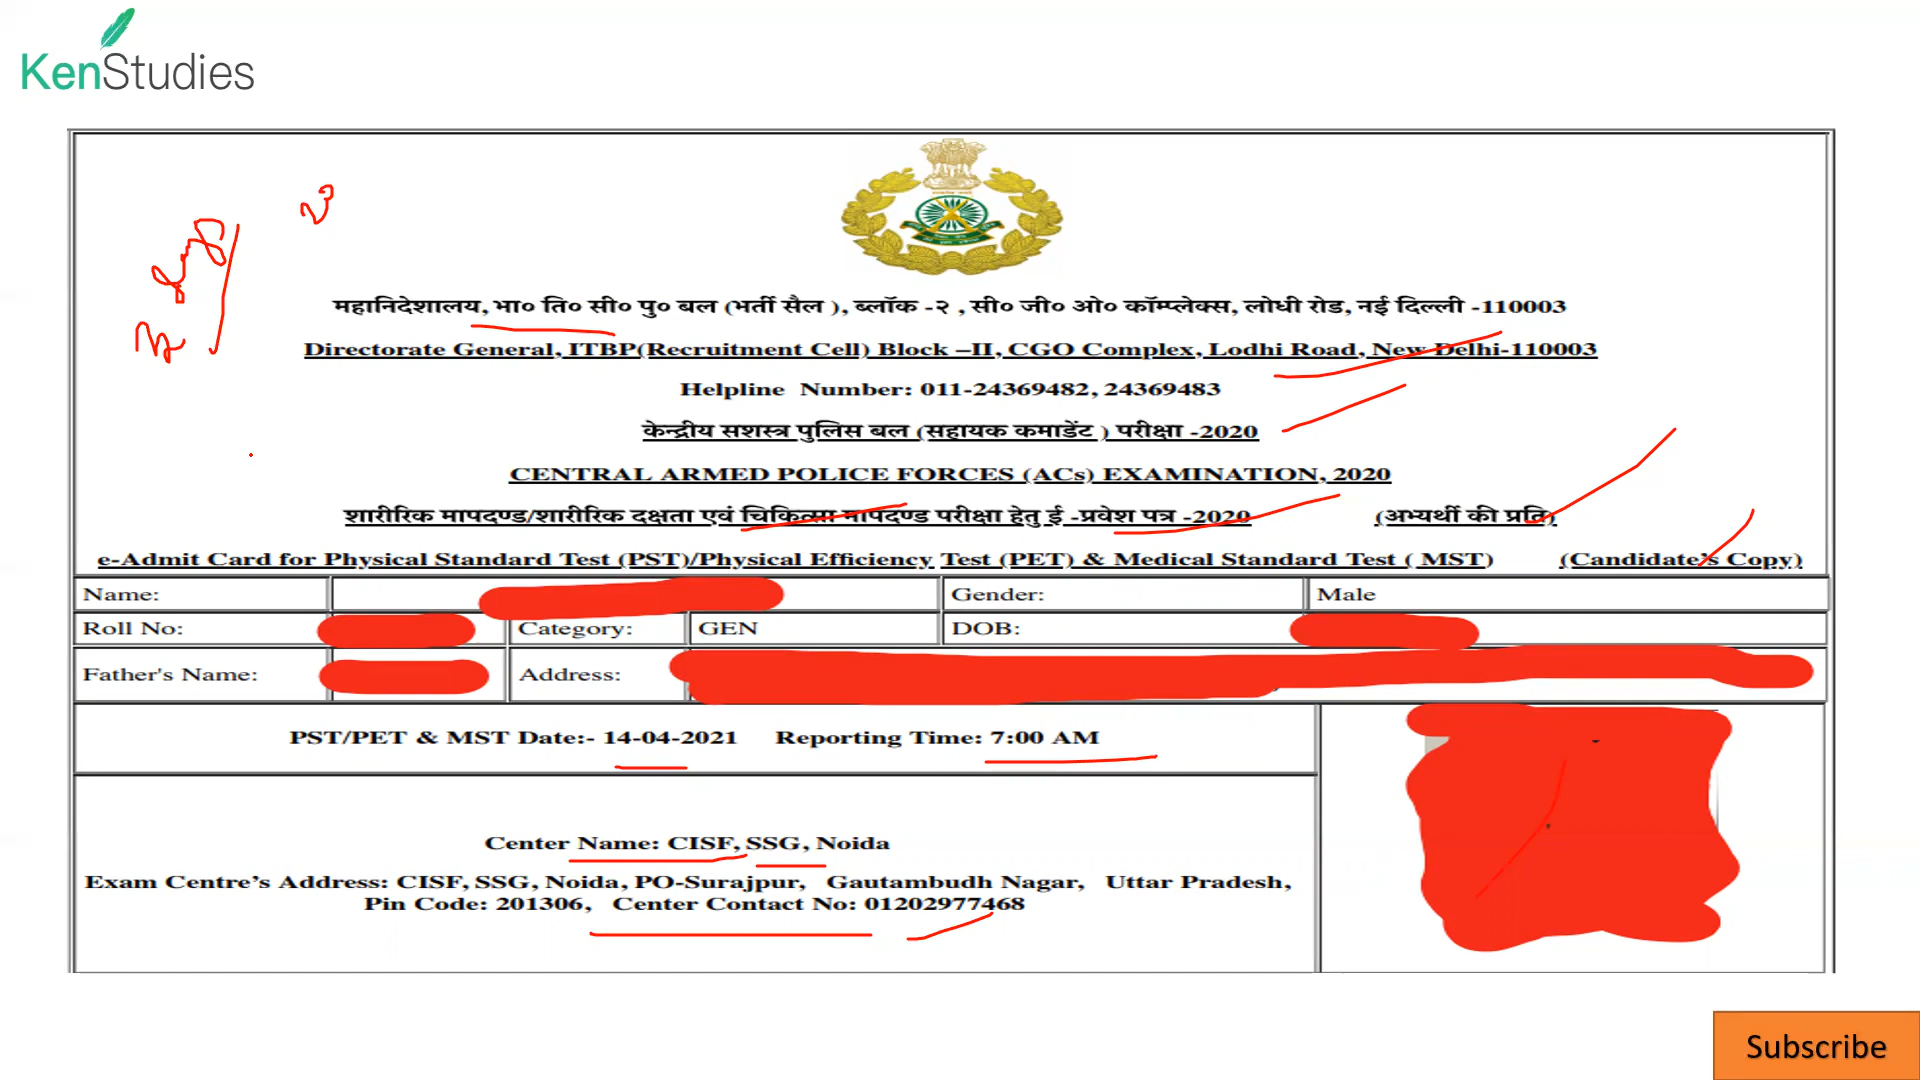 KenStudies
महानिदेशालय, भा० ति० सी० पु० बल (भर्ती सैल ), ब्लॉक -२ , सी० जी० ओ० कॉम्प्लेक्स, लोधी रोड, नई दिल्ली -110003
Directorate General, ITBP(Recruitment Cell) Block –II, CGO Complex, Lodhi Road, New Delhi-110003
Helpline Number: 011-24369482, 24369483
केन्द्रीय सशस्त्र पुलिस बल (सहायक कमाडेंट ) परीक्षा -2020
CENTRAL ARMED POLICE FORCES (ACs) EXAMINATION, 2020
शारीरिक मापदण्ड/शारीरिक दक्षता एवं चिकित्सा मापदण्ड परीक्षा हेतु ई -प्रवेश पत्र -2020 (अभ्यर्थी की प्रति)
e-Admit Card for Physical Standard Test (PST)/Physical Efficiency Test (PET) & Medical Standard Test ( MST) (Candidate's Copy)
Name: Gender: Male
Roll No: Category: GEN DOB:
Father's Name: Address:
PST/PET & MST Date:- 14-04-2021 Reporting Time: 7:00 AM
Center Name: CISF, SSG, Noida
Exam Centre's Address: CISF, SSG, Noida, PO-Surajpur, Gautambudh Nagar, Uttar Pradesh,
Pin Code: 201306, Center Contact No: 01202977468
Subscribe